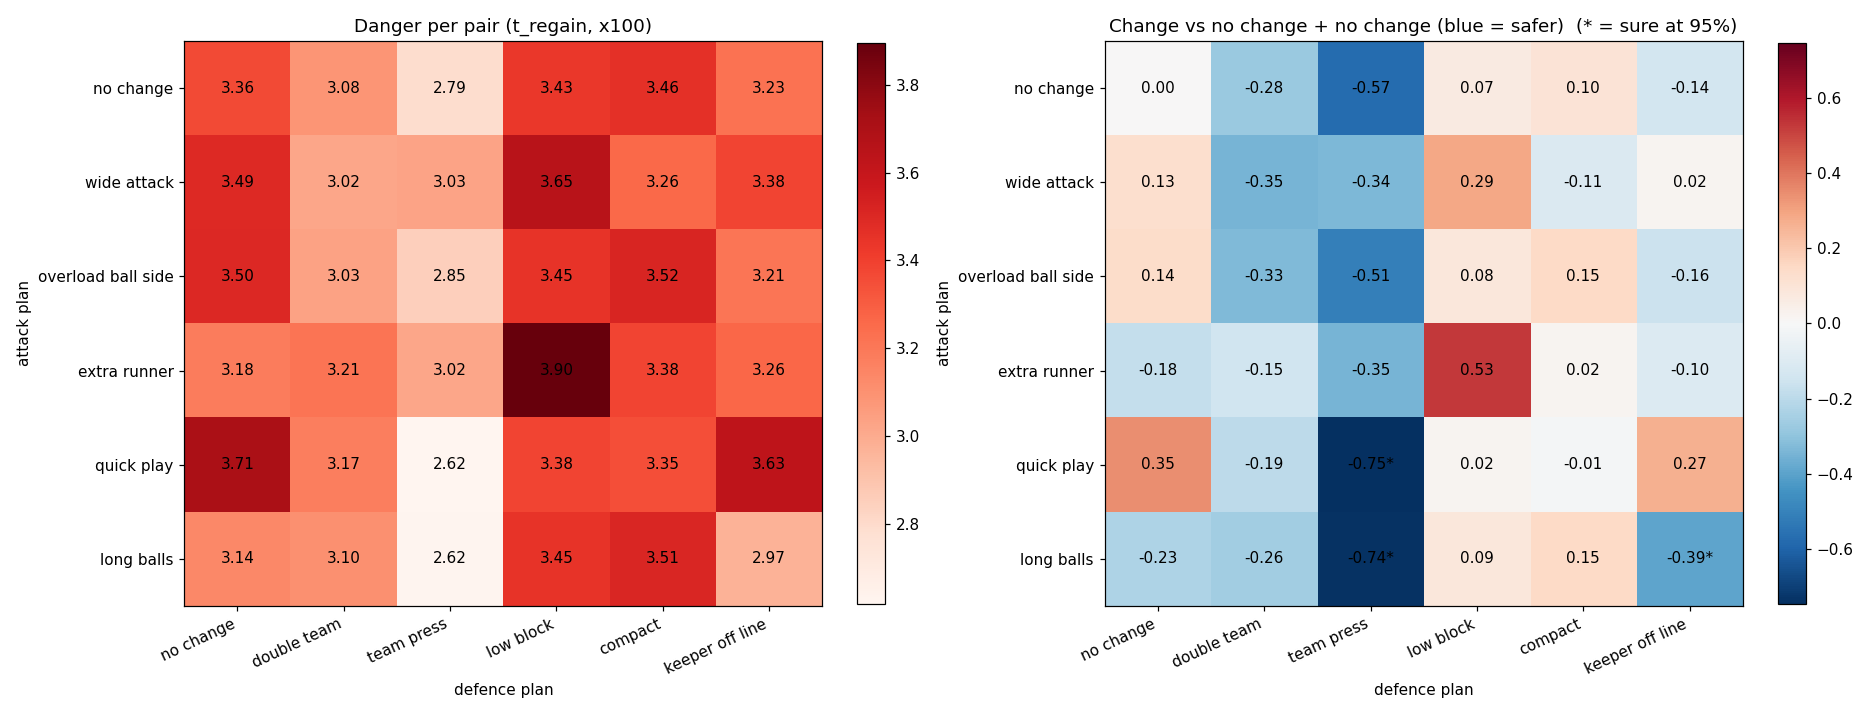 Danger per pair (t_regain, x100)
attack plan
no change 3.36 3.08 2.79 3.43 3.46 3.23
wide attack 3.49 3.02 3.03 3.65 3.26 3.38
overload ball side 3.50 3.03 2.85 3.45 3.52 3.21
extra runner 3.18 3.21 3.02 3.90 3.38 3.26
quick play 3.71 3.17 2.62 3.38 3.35 3.63
long balls 3.14 3.10 2.62 3.45 3.51 2.97
no change double team team press low block compact keeper off line
defence plan
3.8
3.6
3.4
3.2
3.0
2.8
Change vs no change + no change (blue = safer) (* = sure at 95%)
attack plan
no change 0.00 -0.28 -0.57 0.07 0.10 -0.14
wide attack 0.13 -0.35 -0.34 0.29 -0.11 0.02
overload ball side 0.14 -0.33 -0.51 0.08 0.15 -0.16
extra runner -0.18 -0.15 -0.35 0.53 0.02 -0.10
quick play 0.35 -0.19 -0.75* 0.02 -0.01 0.27
long balls -0.23 -0.26 -0.74* 0.09 0.15 -0.39*
no change double team team press low block compact keeper off line
defence plan
0.6
0.4
0.2
0.0
−0.2
−0.4
−0.6